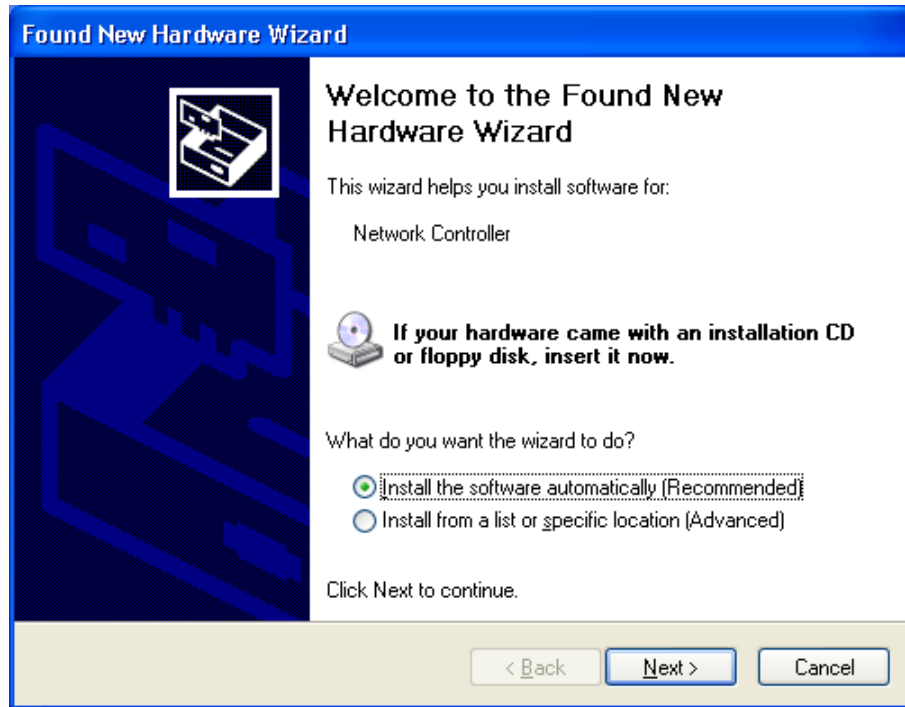 Found New Hardware Wizard
Welcome to the Found New
Hardware Wizard
This wizard helps you install software for:
Network Controller
If your hardware came with an installation CD
or floppy disk, insert it now.
What do you want the wizard to do?
Install the software automatically (Recommended)
Install from a list or specific location (Advanced)
Click Next to continue.
< Back
Next >
Cancel